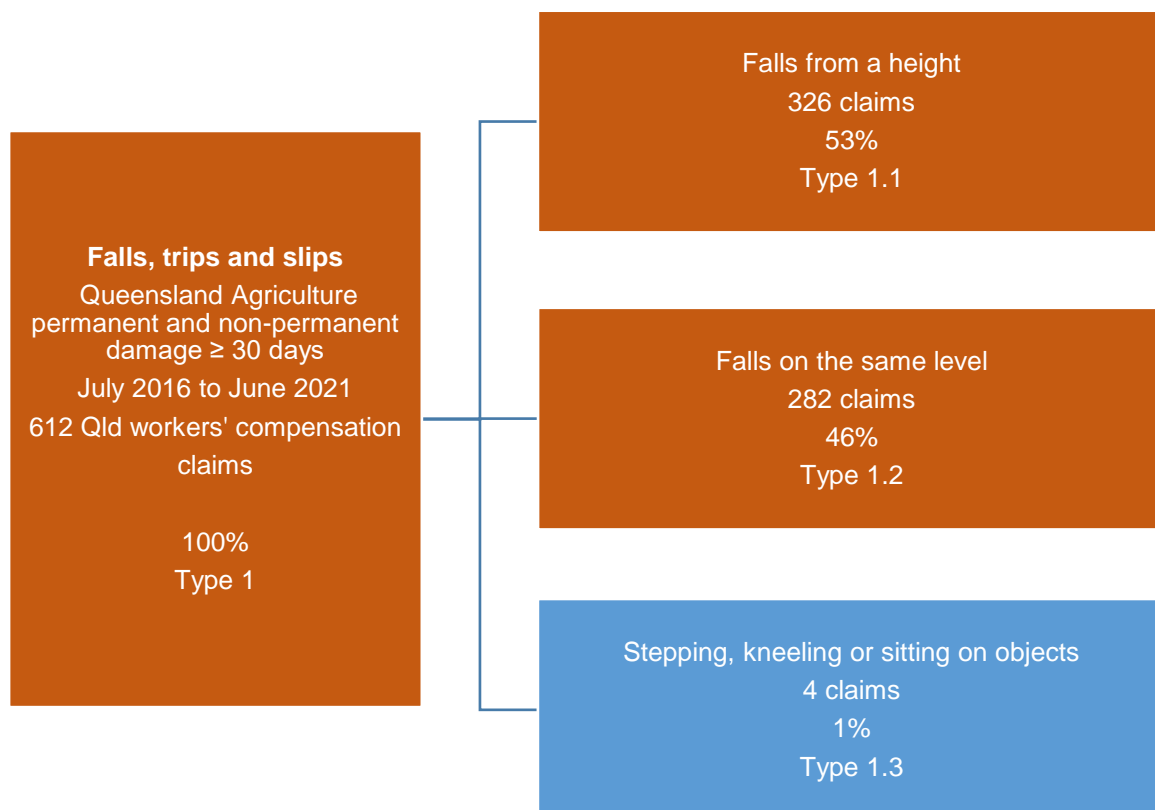 Falls, trips and slips
Queensland Agriculture
permanent and non-permanent
damage ≥ 30 days
July 2016 to June 2021
612 Qld workers' compensation
claims
100%
Type 1
Falls from a height
326 claims
53%
Type 1.1
Falls on the same level
282 claims
46%
Type 1.2
Stepping, kneeling or sitting on objects
4 claims
1%
Type 1.3